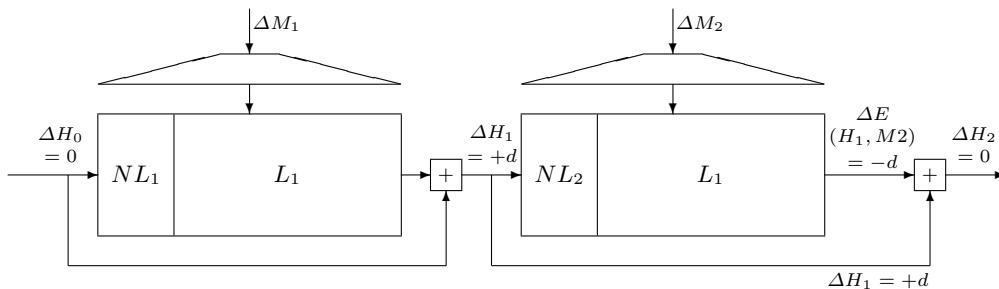 ΔM₁
ΔM₂
ΔH₀
= 0
NL₁
L₁
+
ΔH₁
= +d
NL₂
L₁
ΔE
(H₁, M2)
= −d
+
ΔH₂
= 0
ΔH₁ = +d